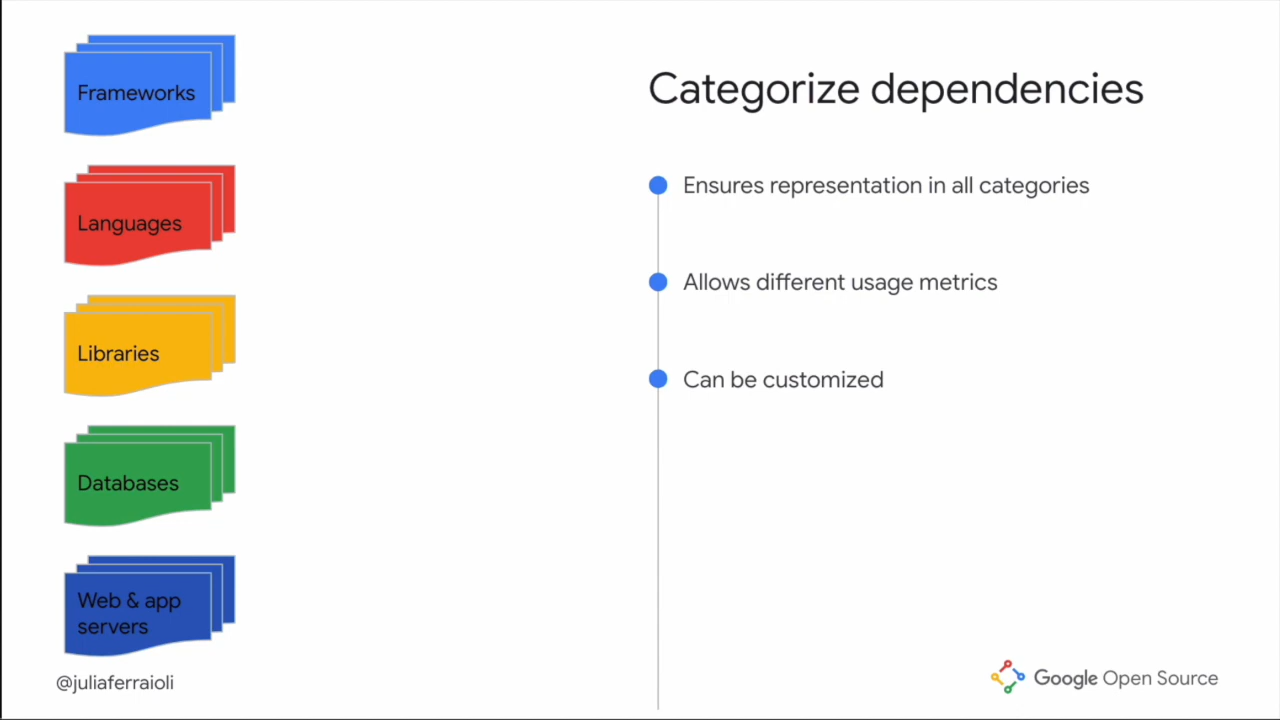 Frameworks
Languages
Libraries
Databases
Web & app
servers
@juliaferraioli
Categorize dependencies
Ensures representation in all categories
Allows different usage metrics
Can be customized
Google Open Source